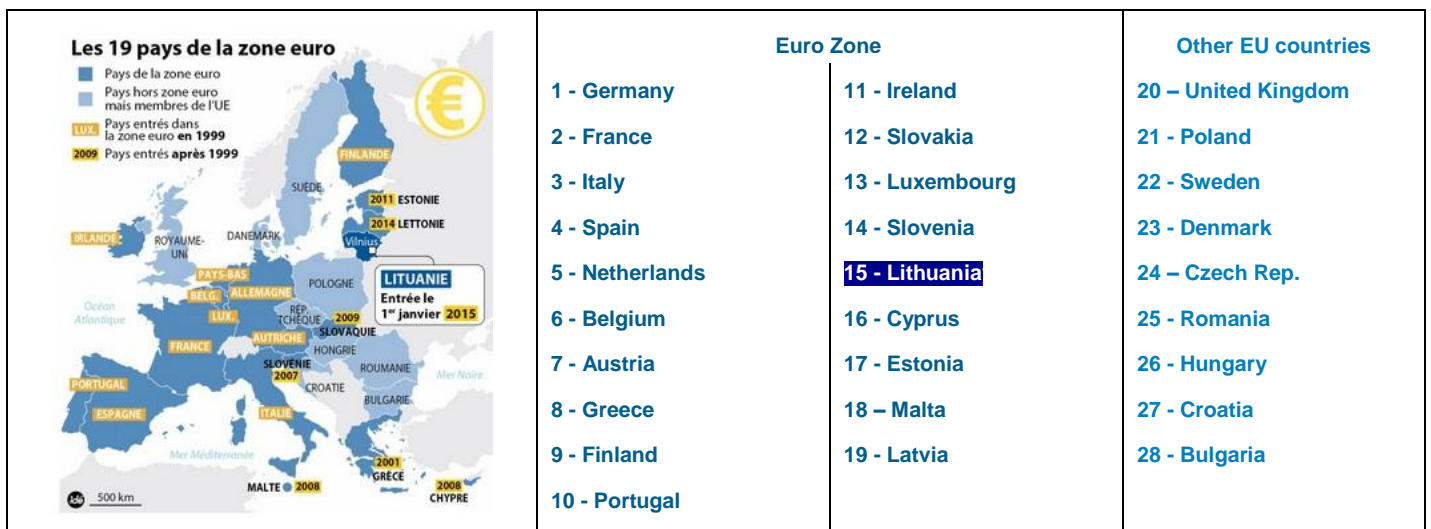 Les 19 pays de la zone euro
Pays de la zone euro
Pays hors zone euro
mais membres de l'UE
LUX. Pays entrés dans
la zone euro en 1999
2009 Pays entrés après 1999
€
FINLANDE
SUÈDE
2011 ESTONIE
2014 LETTONIE
Vilnius
IRLANDE
ROYAUME-
UNI
DANEMARK
LITUANIE
Entrée le
1er janvier 2015
PAYS-BAS
BELG.
ALLEMAGNE
POLOGNE
Océan
Atlantique
LUX.
RÉP.
TCHÈQUE
2009
SLOVAQUIE
FRANCE
AUTRICHE
HONGRIE
SLOVÉNIE
2007
ROUMANIE
CROATIE
Mer Noire
PORTUGAL
ESPAGNE
ITALIE
BULGARIE
Mer Méditerranée
2001
GRÈCE
MALTE 2008
2008
CHYPRE
ide 500 km
Euro Zone
1 - Germany
2 - France
3 - Italy
4 - Spain
5 - Netherlands
6 - Belgium
7 - Austria
8 - Greece
9 - Finland
10 - Portugal
11 - Ireland
12 - Slovakia
13 - Luxembourg
14 - Slovenia
15 - Lithuania
16 - Cyprus
17 - Estonia
18 – Malta
19 - Latvia
Other EU countries
20 – United Kingdom
21 - Poland
22 - Sweden
23 - Denmark
24 – Czech Rep.
25 - Romania
26 - Hungary
27 - Croatia
28 - Bulgaria